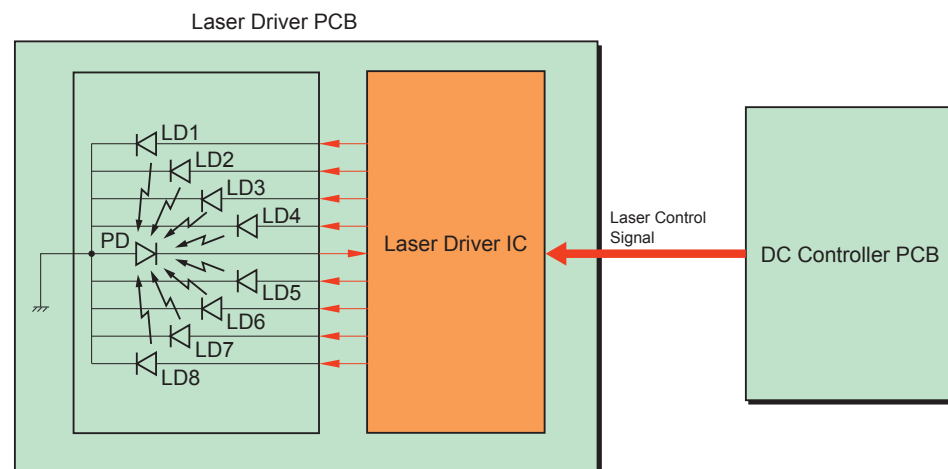 Laser Driver PCB
LD1
LD2
LD3
LD4
PD
LD5
LD6
LD7
LD8
Laser Driver IC
Laser Control
Signal
DC Controller PCB